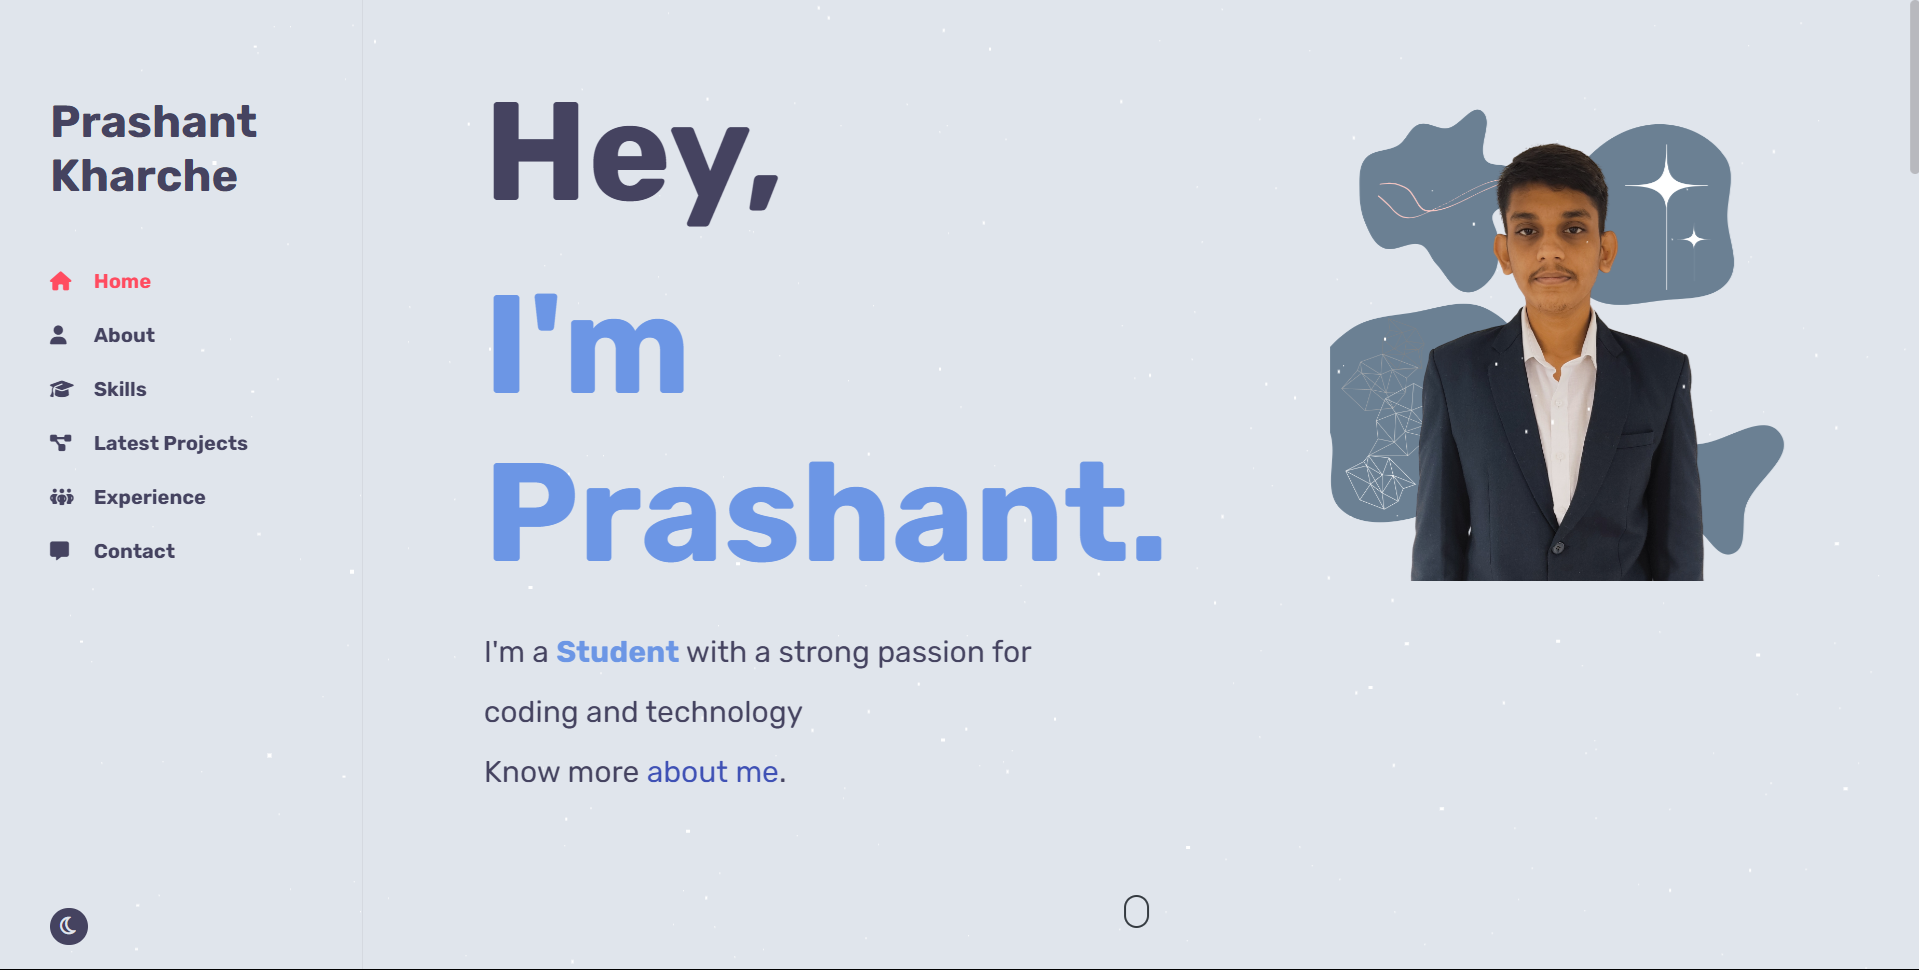 Prashant
Kharche
Home
About
Skills
Latest Projects
Experience
Contact
Hey,
I'm
Prashant.
I'm a Student with a strong passion for
coding and technology
Know more about me.